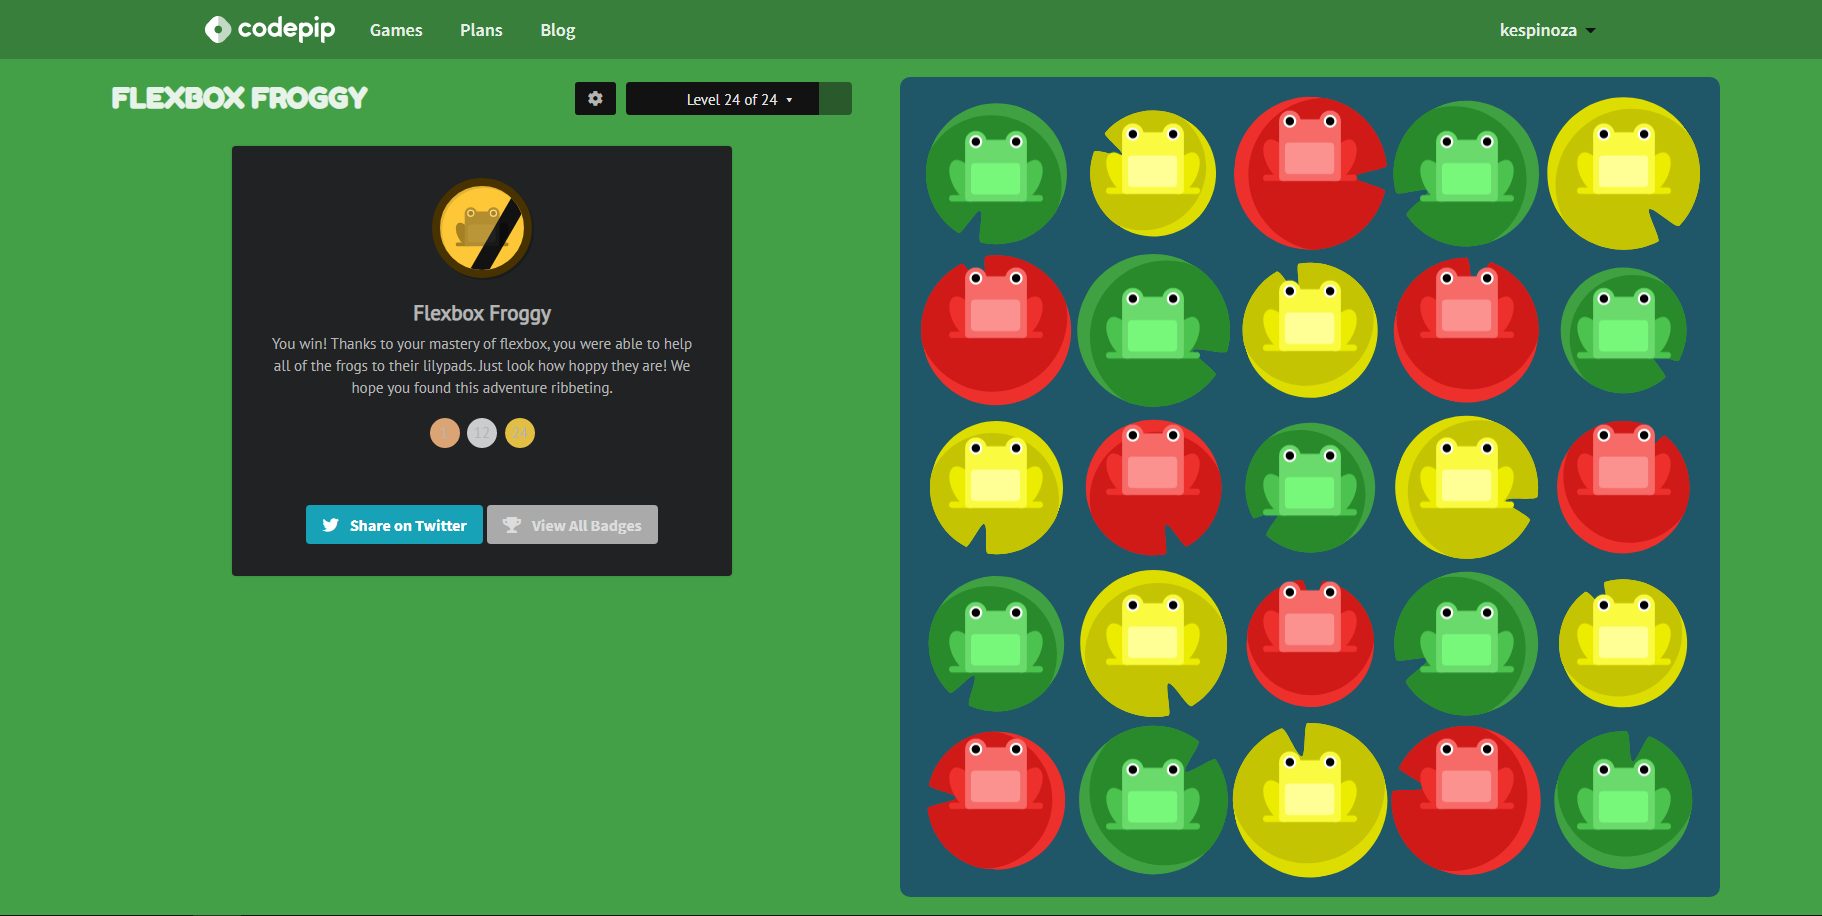 codepip
Games
Plans
Blog
kespinoza
FLEXBOX FROGGY
Level 24 of 24
Flexbox Froggy
You win! Thanks to your mastery of flexbox, you were able to help
all of the frogs to their lilypads. Just look how hoppy they are! We
hope you found this adventure ribbeting.
12
24
Share on Twitter
View All Badges